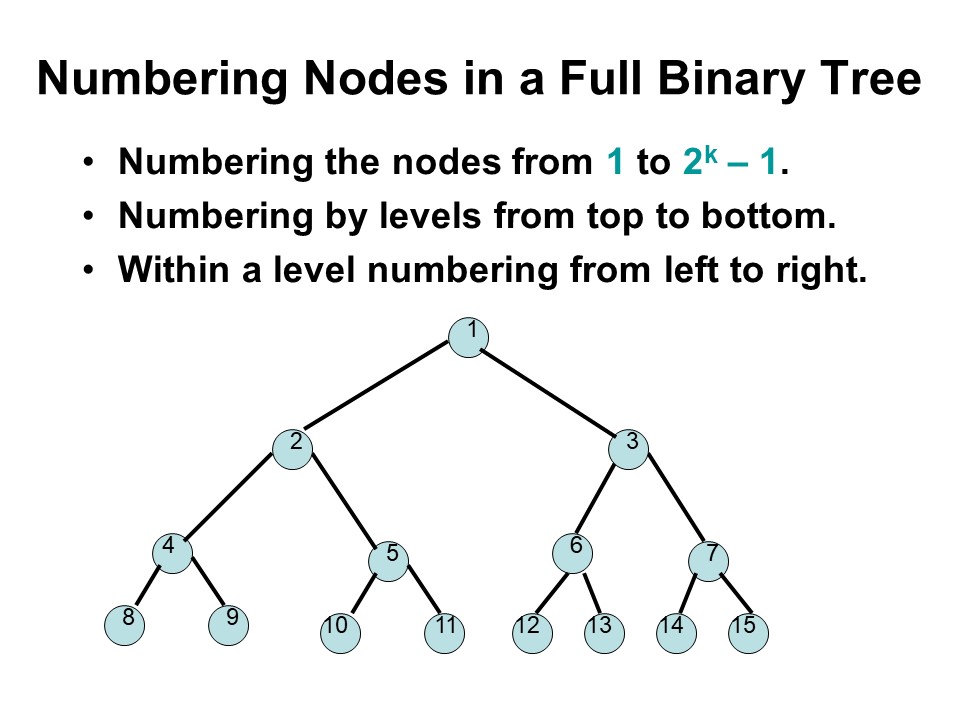 Numbering Nodes in a Full Binary Tree
• Numbering the nodes from 1 to 2ᵏ – 1.
• Numbering by levels from top to bottom.
• Within a level numbering from left to right.
1
2 3
4 5 6 7
8 9 10 11 12 13 14 15